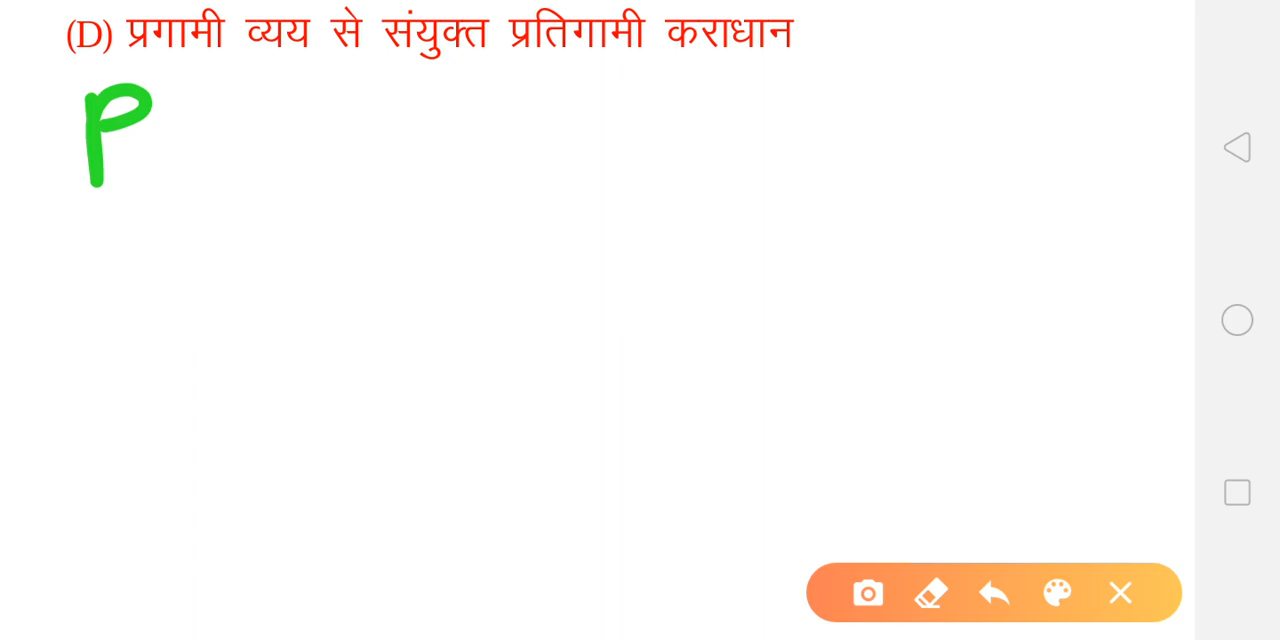 (D) प्रगामी व्यय से संयुक्त प्रतिगामी कराधान
P